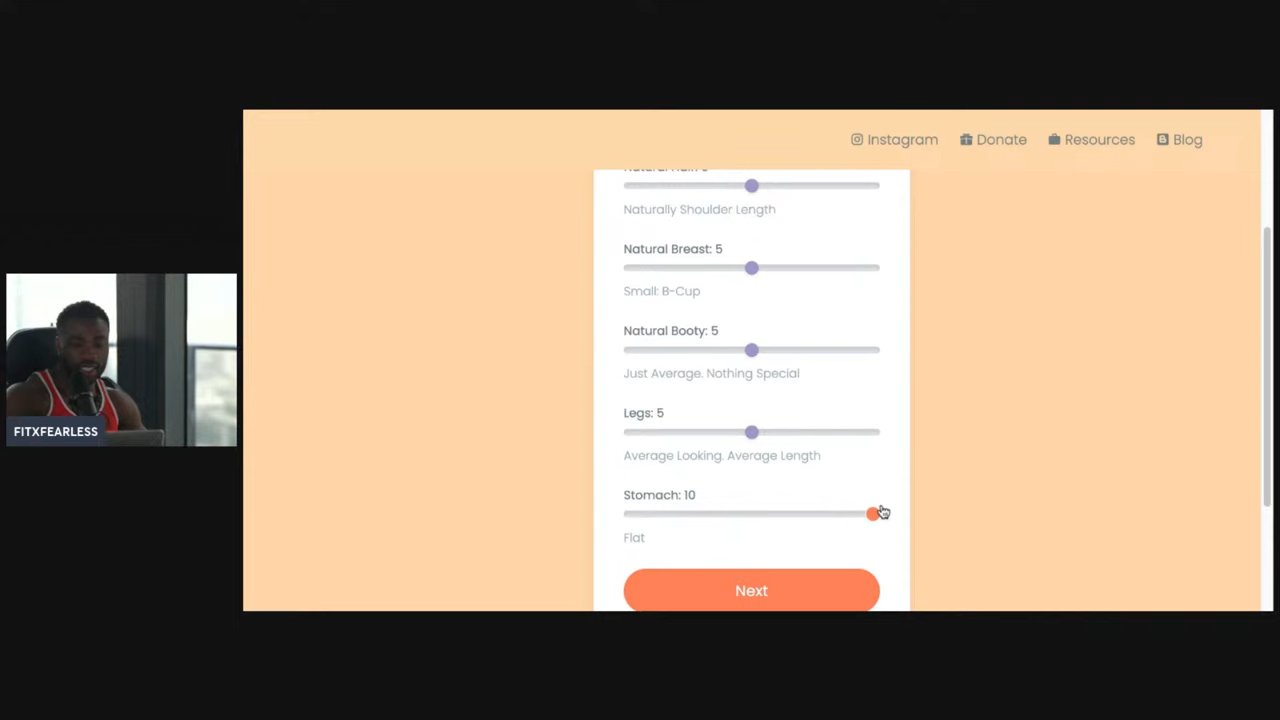 Instagram
Donate
Resources
Blog
Naturally Shoulder Length
Natural Breast: 5
Small: B-Cup
Natural Booty: 5
Just Average. Nothing Special
Legs: 5
Average Looking. Average Length
Stomach: 10
Flat
Next
FITXFEARLESS